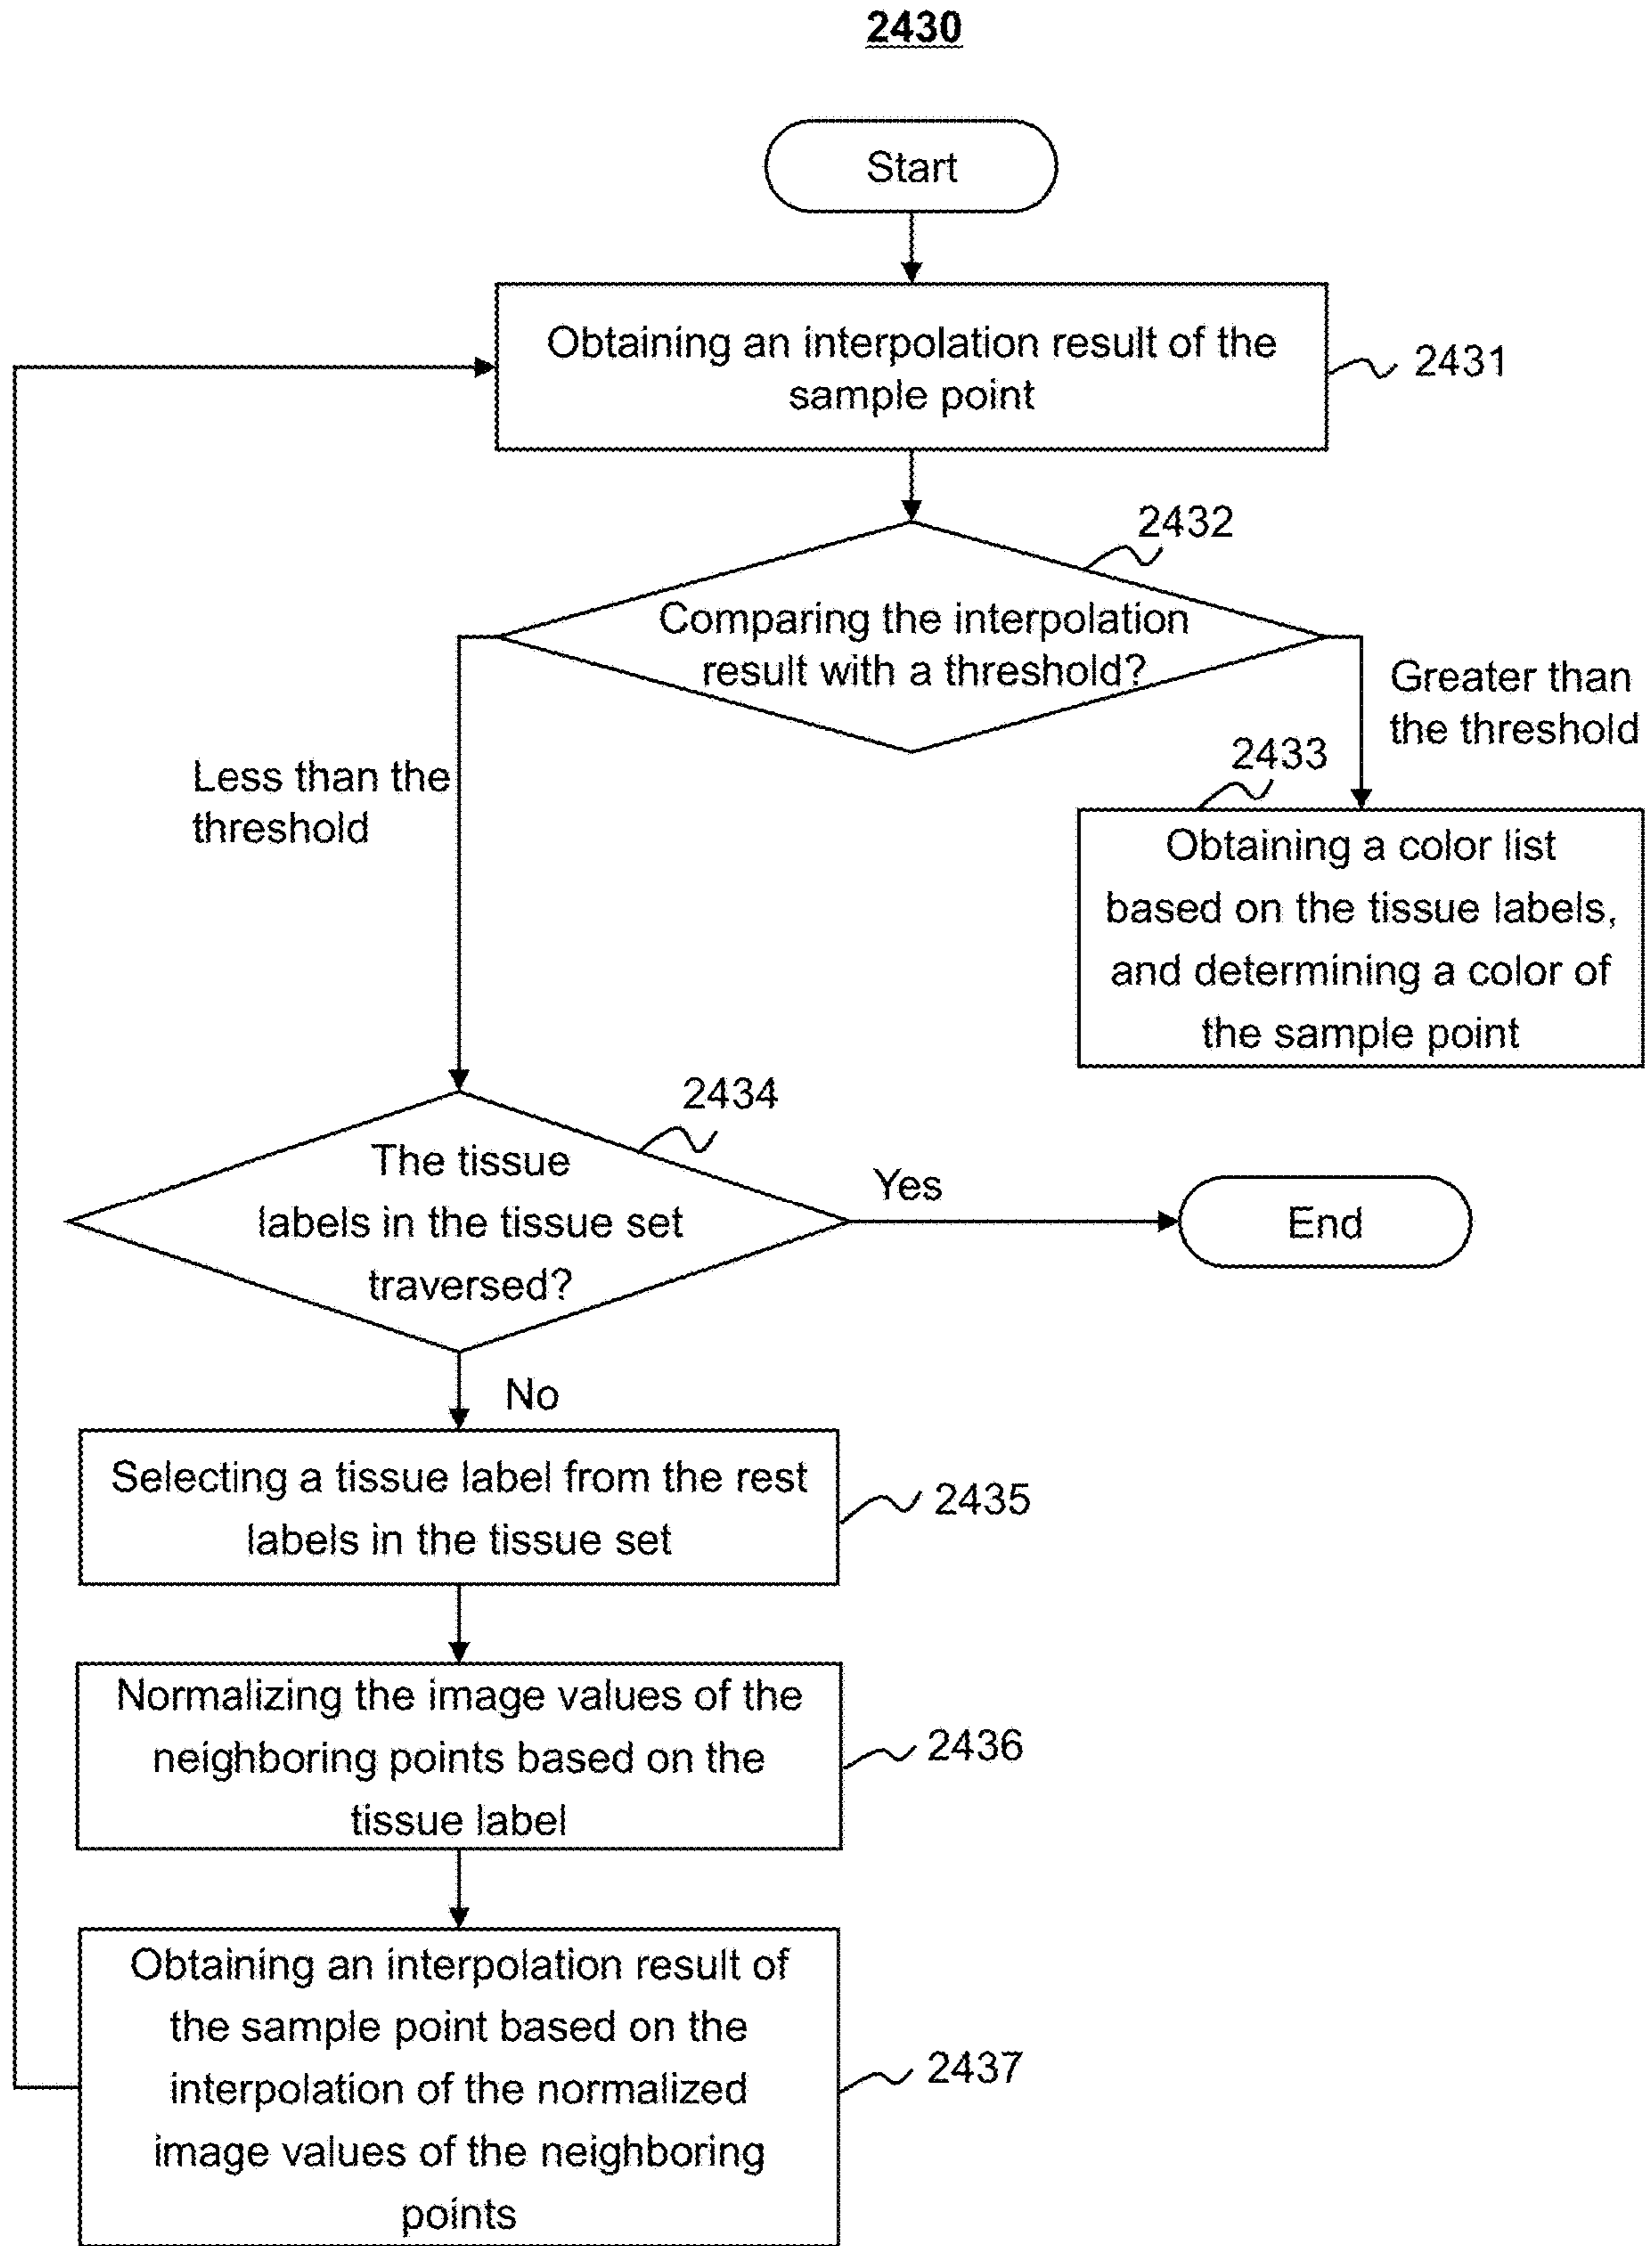 2430
Start
Obtaining an interpolation result of the
sample point
2431
2432
Comparing the interpolation
result with a threshold?
Greater than
the threshold
Less than the
threshold
2433
Obtaining a color list
based on the tissue labels,
and determining a color of
the sample point
2434
The tissue
labels in the tissue set
traversed?
Yes
End
No
Selecting a tissue label from the rest
labels in the tissue set
2435
Normalizing the image values of the
neighboring points based on the
tissue label
2436
Obtaining an interpolation result of
the sample point based on the
interpolation of the normalized
image values of the neighboring
points
2437